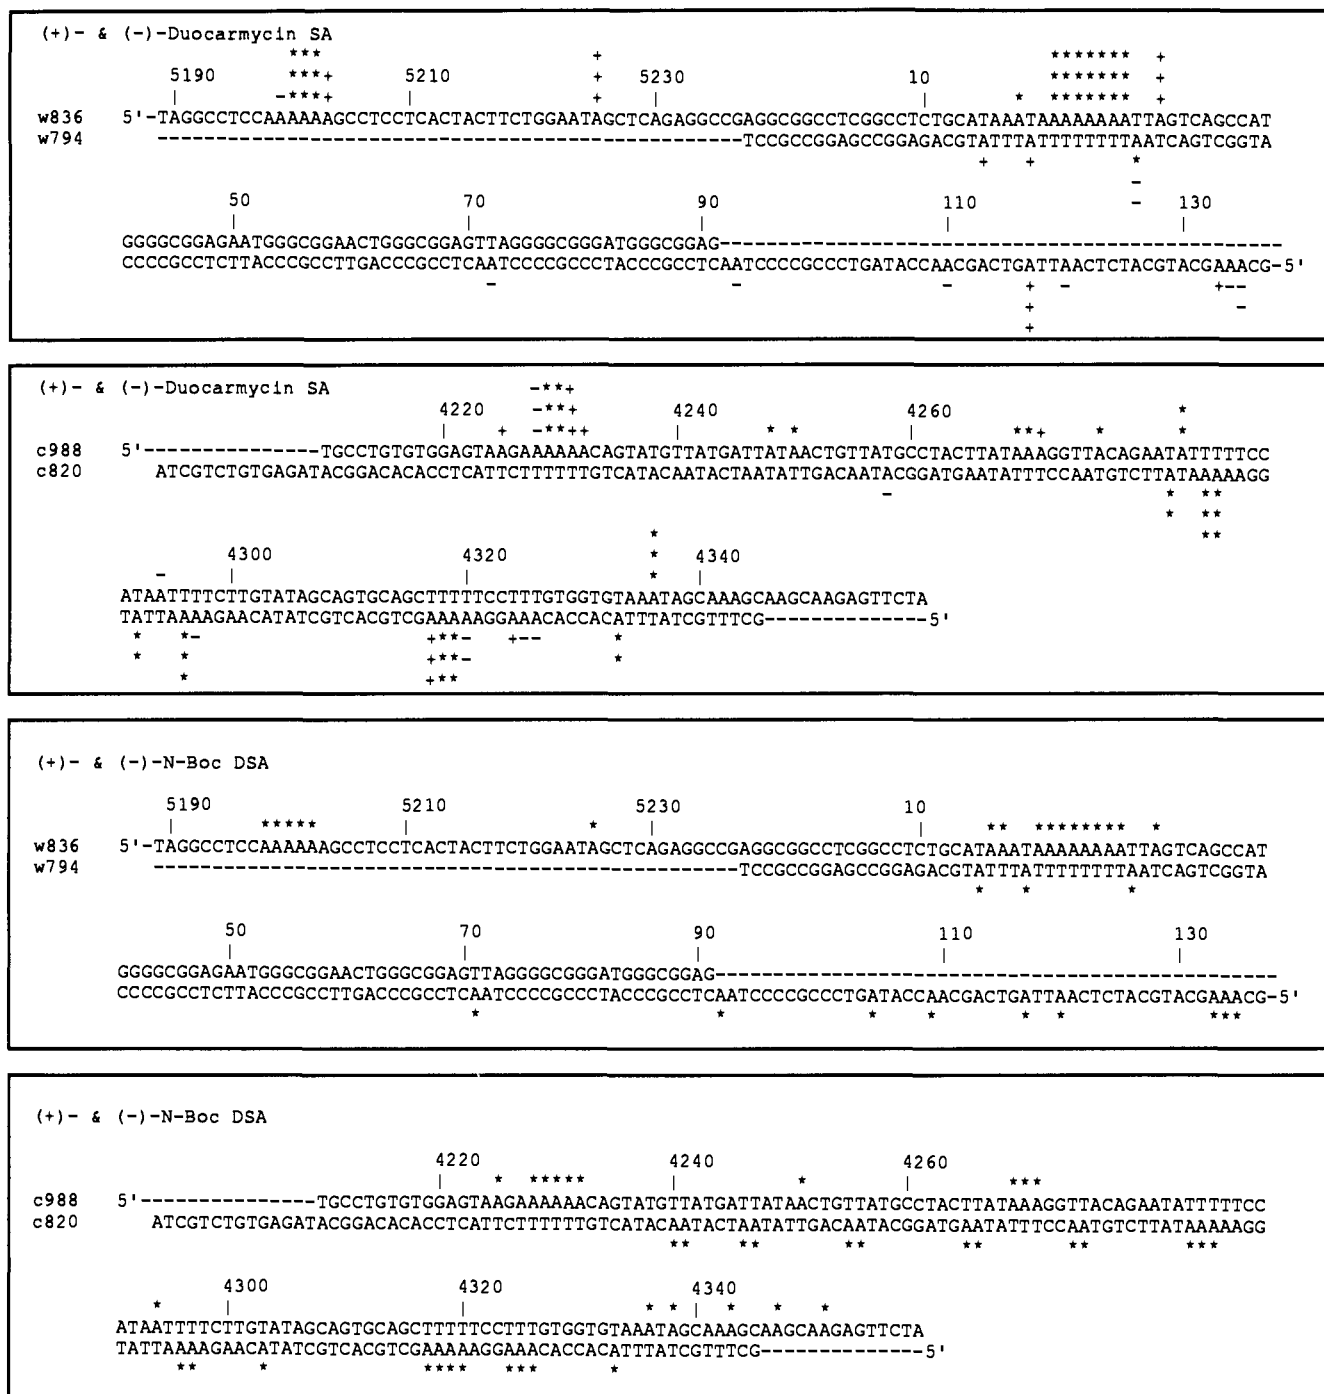 (+)- & (-)-Duocarmycin SA
*** + ******* +
5190 ***+ 5210 + 5230 10 ******* +
| -***+ | + | | * ******* +
w836 5'-TAGGCCTCCAAAAAAGCCTCCTCACTACTTCTGGAATAGCTCAGAGGCCGAGGCGGCCTCGGCCTCTGCATAAATAAAAAAAATTAGTCAGCCAT
w794 --------------------------------------------------TCCGCCGGAGCCGGAGACGTATTTATTTTTTTTAATCAGTCGGTA
+ + *
-
50 70 90 110 130 -
| | | | |
GGGGCGGAGAATGGGCGGAACTGGGCGGAGTTAGGGGCGGGATGGGCGGAG------------------------------------------------
CCCCGCCTCTTACCCGCCTTGACCCGCCTCAATCCCCGCCCTACCCGCCTCAATCCCCGCCCTGATACCAACGACTGATTAACTCTACGTACGAAACG-5'
- - - + - +--
+ -
+
(+)- & (-)-Duocarmycin SA -**+
4220 -**+ 4240 4260 *
| + -**++ | * * | **+ * *
c988 5'---------------TGCCTGTGTGGAGTAAGAAAAAACAGTATGTTATGATTATAACTGTTATGCCTACTTATAAAGGTTACAGAATATTTTTCC
c820 ATCGTCTGTGAGATACGGACACACCTCATTCTTTTTTGTCATACAATACTAATATTGACAATACGGATGAATATTTCCAATGTCTTATAAAAAGG
- * **
* **
* **
4300 4320 * 4340
- | | * |
ATAATTTTCTTGTATAGCAGTGCAGCTTTTTCCTTTGTGGTGTAAATAGCAAAGCAAGCAAGAGTTCTA
TATTAAAAGAACATATCGTCACGTCGAAAAAGGAAACACCACATTTATCGTTTCG--------------5'
* *- +**- +-- *
* * +**- *
* +**
(+)- & (-)-N-Boc DSA
5190 5210 5230 10
| ***** | * | | ** ******** *
w836 5'-TAGGCCTCCAAAAAAGCCTCCTCACTACTTCTGGAATAGCTCAGAGGCCGAGGCGGCCTCGGCCTCTGCATAAATAAAAAAAATTAGTCAGCCAT
w794 --------------------------------------------------TCCGCCGGAGCCGGAGACGTATTTATTTTTTTTAATCAGTCGGTA
* * *
50 70 90 110 130
| | | | |
GGGGCGGAGAATGGGCGGAACTGGGCGGAGTTAGGGGCGGGATGGGCGGAG------------------------------------------------
CCCCGCCTCTTACCCGCCTTGACCCGCCTCAATCCCCGCCCTACCCGCCTCAATCCCCGCCCTGATACCAACGACTGATTAACTCTACGTACGAAACG-5'
* * * * * * ***
(+)- & (-)-N-Boc DSA
4220 4240 4260
| * ***** | * | ***
c988 5'---------------TGCCTGTGTGGAGTAAGAAAAAACAGTATGTTATGATTATAACTGTTATGCCTACTTATAAAGGTTACAGAATATTTTTCC
c820 ATCGTCTGTGAGATACGGACACACCTCATTCTTTTTTGTCATACAATACTAATATTGACAATACGGATGAATATTTCCAATGTCTTATAAAAAGG
** ** ** ** ** ***
4300 4320 4340
* | | * * | * * *
ATAATTTTCTTGTATAGCAGTGCAGCTTTTTCCTTTGTGGTGTAAATAGCAAAGCAAGCAAGAGTTCTA
TATTAAAAGAACATATCGTCACGTCGAAAAAGGAAACACCACATTTATCGTTTCG--------------5'
** * **** *** *